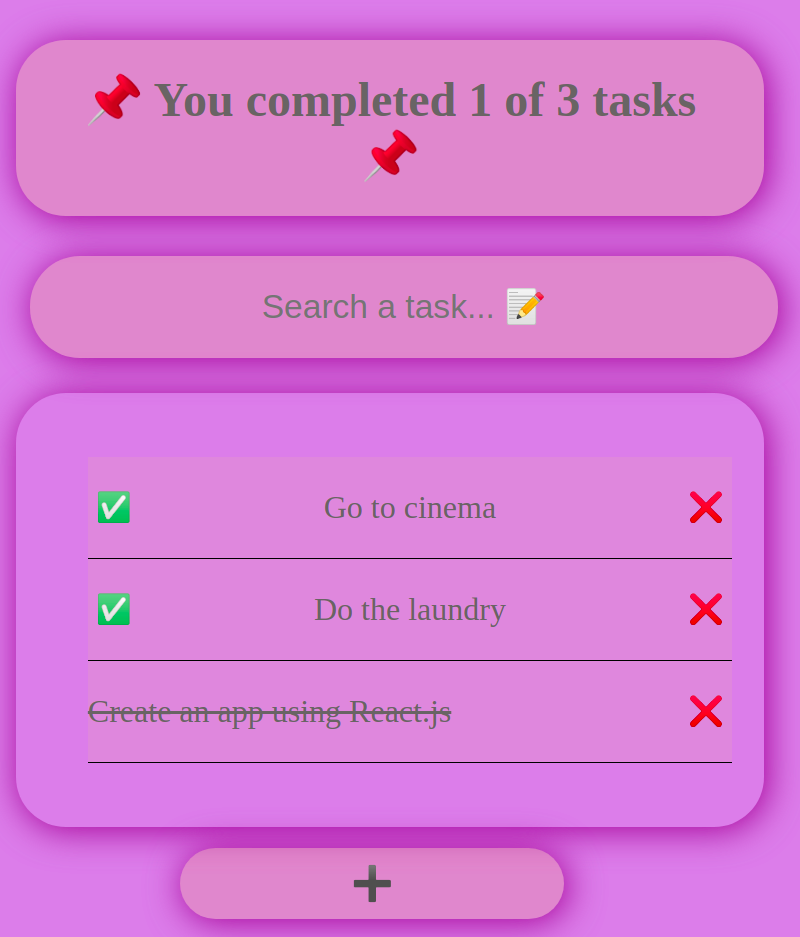 📌 You completed 1 of 3 tasks
📌
Search a task... 📝
✅ Go to cinema ❌
✅ Do the laundry ❌
Create an app using React.js ❌
➕